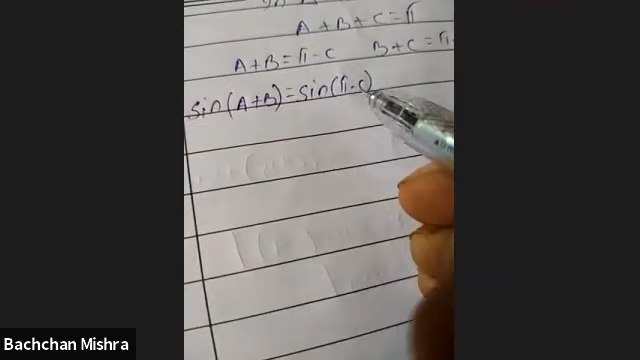 A + B + C = π
A + B = π - C B + C = π -
sin(A+B) = sin(π-C)
Bachchan Mishra